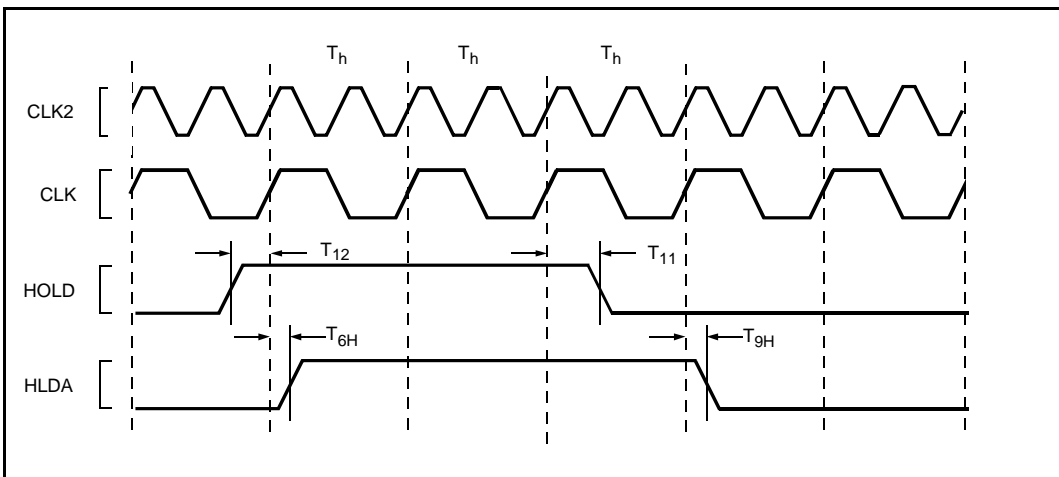 Th Th Th
CLK2
CLK
T12 T11
HOLD
T6H T9H
HLDA